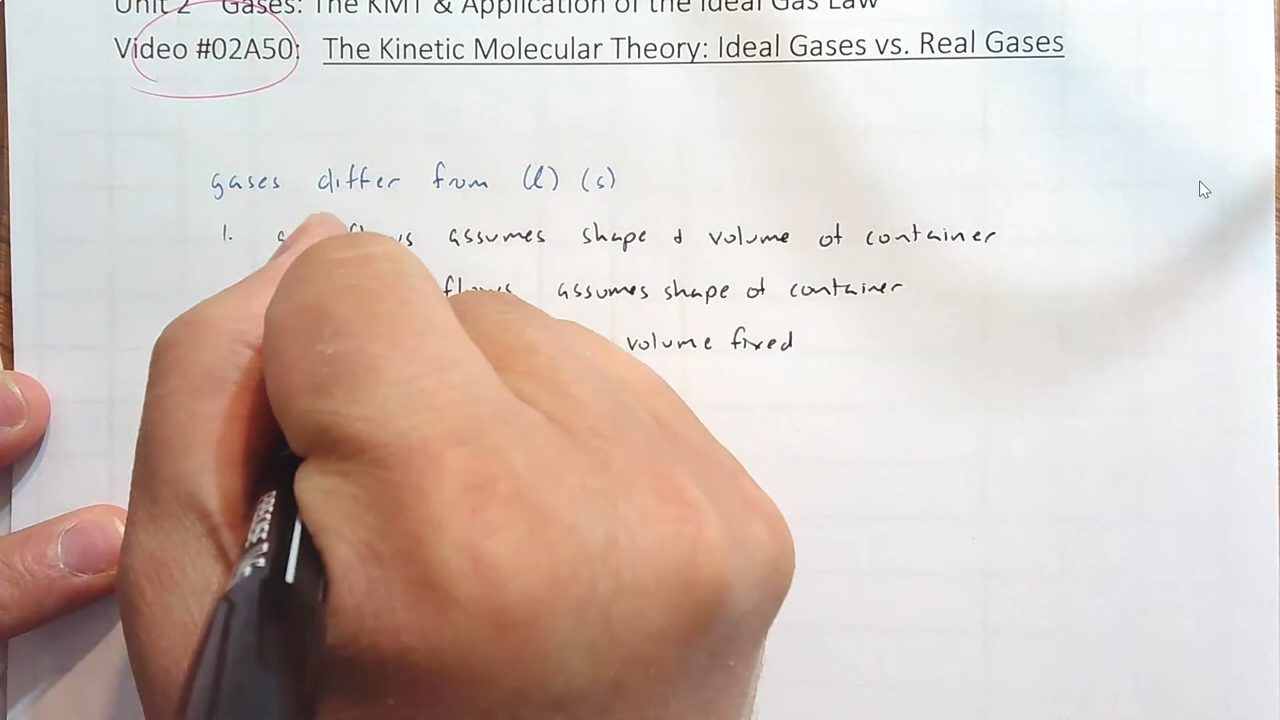 Unit 2 Gases: The KMT & Application of the Ideal Gas Law
Video #02A50: The Kinetic Molecular Theory: Ideal Gases vs. Real Gases
gases differ from (l) (s)
1. assumes shape & volume of container
flows assumes shape of container
volume fixed